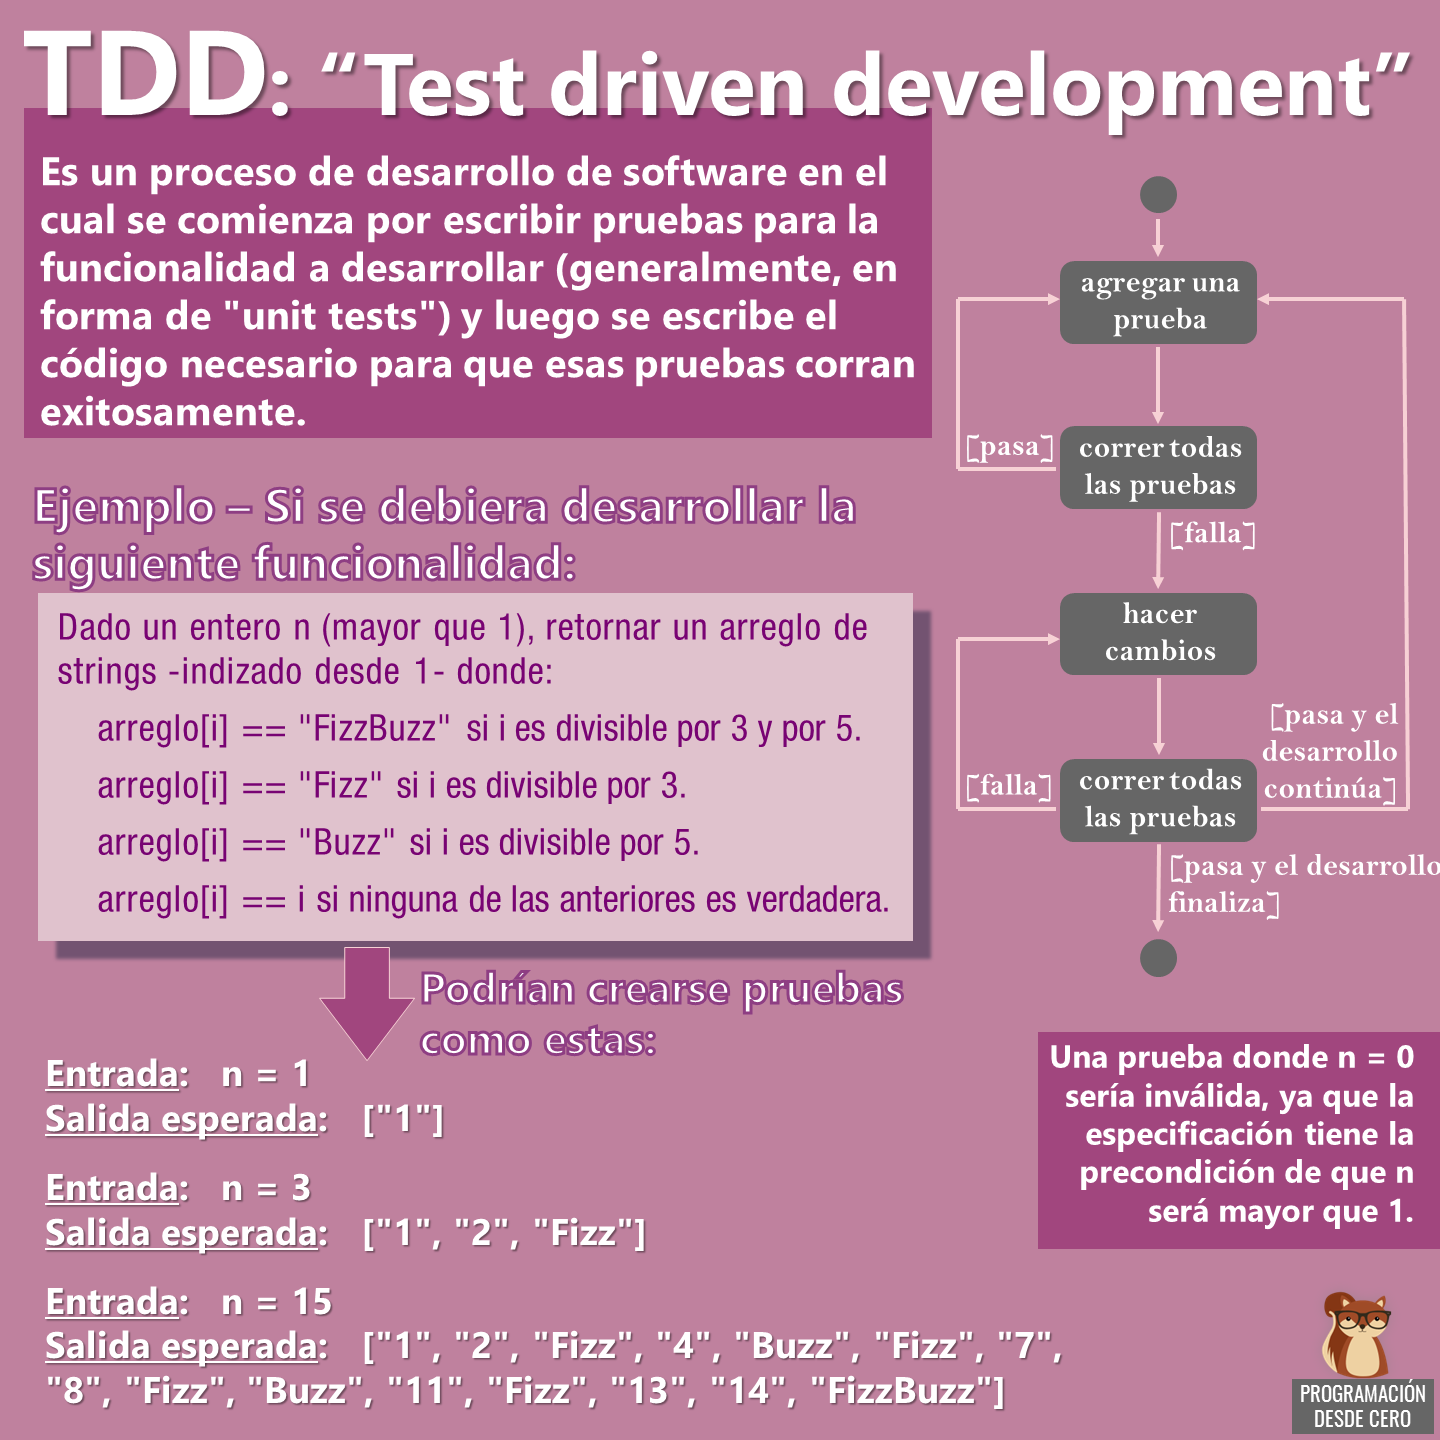 TDD: “Test driven development”
Es un proceso de desarrollo de software en el
cual se comienza por escribir pruebas para la
funcionalidad a desarrollar (generalmente, en
forma de "unit tests") y luego se escribe el
código necesario para que esas pruebas corran
exitosamente.
agregar una
prueba
[pasa]
correr todas
las pruebas
[falla]
hacer
cambios
[falla]
correr todas
las pruebas
[pasa y el
desarrollo
continúa]
[pasa y el desarrollo
finaliza]
Ejemplo – Si se debiera desarrollar la
siguiente funcionalidad:
Dado un entero n (mayor que 1), retornar un arreglo de
strings -indizado desde 1- donde:
arreglo[i] == "FizzBuzz" si i es divisible por 3 y por 5.
arreglo[i] == "Fizz" si i es divisible por 3.
arreglo[i] == "Buzz" si i es divisible por 5.
arreglo[i] == i si ninguna de las anteriores es verdadera.
Podrían crearse pruebas
como estas:
Entrada: n = 1
Salida esperada: ["1"]
Entrada: n = 3
Salida esperada: ["1", "2", "Fizz"]
Entrada: n = 15
Salida esperada: ["1", "2", "Fizz", "4", "Buzz", "Fizz", "7",
"8", "Fizz", "Buzz", "11", "Fizz", "13", "14", "FizzBuzz"]
Una prueba donde n = 0
sería inválida, ya que la
especificación tiene la
precondición de que n
será mayor que 1.
PROGRAMACIÓN
DESDE CERO